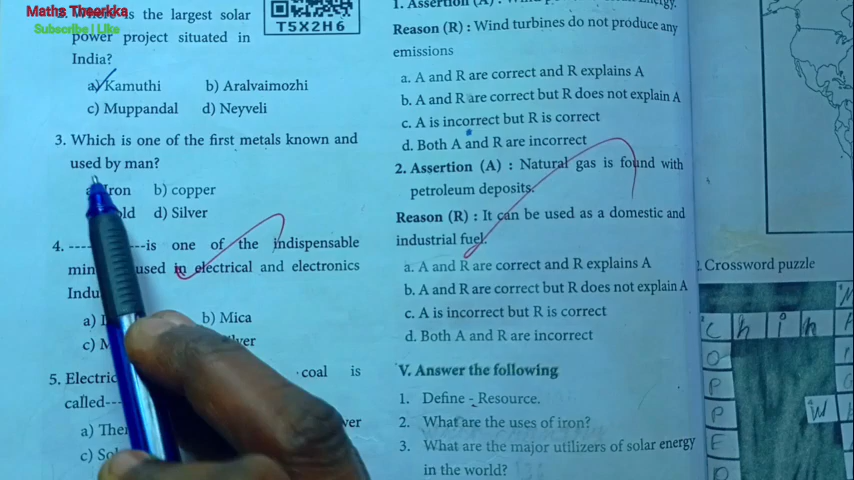 Maths Theorkka
Subscribe | Like
is the largest solar
power project situated in
India?
a) Kamuthi b) Aralvaimozhi
c) Muppandal d) Neyveli
T5X2H6
3. Which is one of the first metals known and
used by man?
Iron b) copper
d) Silver
4. ---- is one of the indispensable
used in electrical and electronics
b) Mica
5. coal is
called---
a)
c)
1. Assertion (A) :
Reason (R) : Wind turbines do not produce any
emissions
a. A and R are correct and R explains A
b. A and R are correct but R does not explain A
c. A is incorrect but R is correct
d. Both A and R are incorrect
2. Assertion (A) : Natural gas is found with
petroleum deposits.
Reason (R) : It can be used as a domestic and
industrial fuel.
a. A and R are correct and R explains A
b. A and R are correct but R does not explain A
c. A is incorrect but R is correct
d. Both A and R are incorrect
V. Answer the following
1. Define - Resource.
2. What are the uses of iron?
3. What are the major utilizers of solar energy
in the world?
Crossword puzzle
C h i n
O
P
P W
E